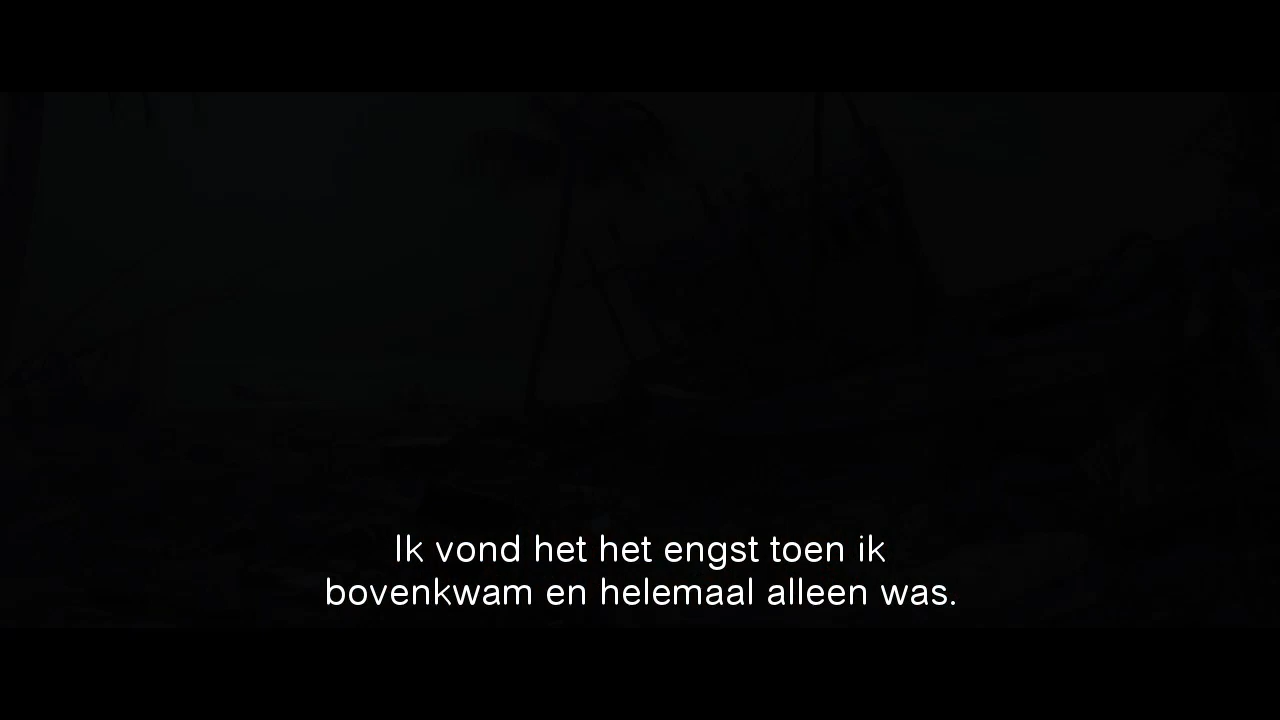 Ik vond het het engst toen ik
bovenkwam en helemaal alleen was.